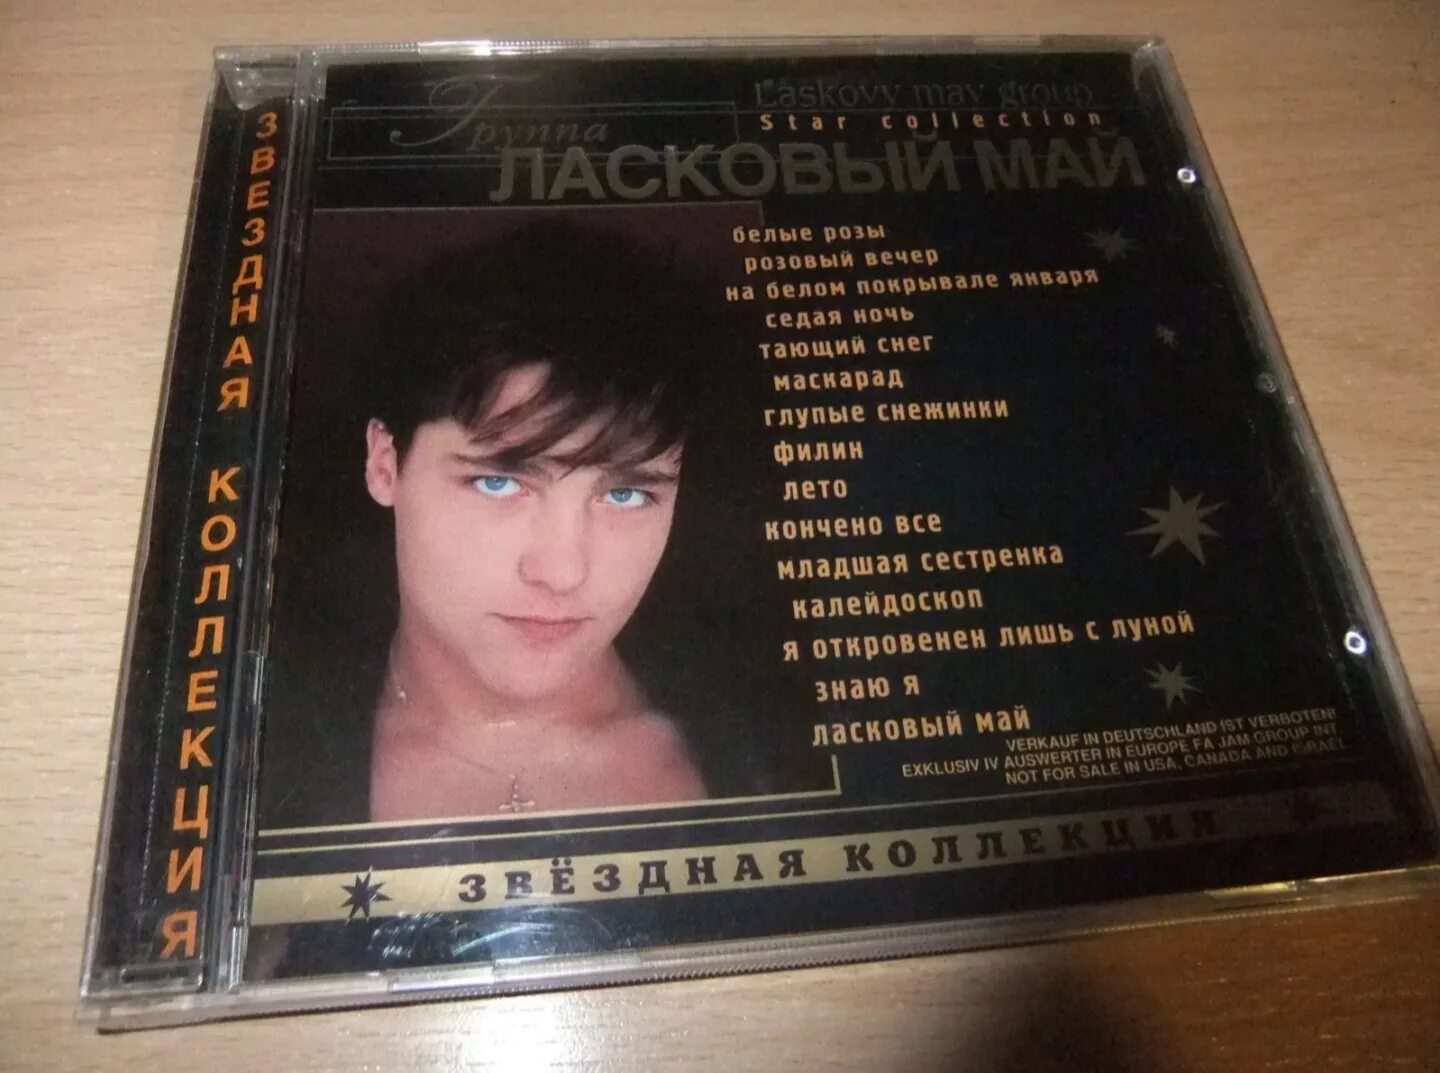 ЗВЕЗДНАЯ КОЛЛЕКЦИЯ
Laskovy may group
Star collection
Группа
ЛАСКОВЫЙ МАЙ
белые розы
розовый вечер
на белом покрывале января
седая ночь
тающий снег
маскарад
глупые снежинки
филин
лето
кончено все
младшая сестренка
калейдоскоп
я откровенен лишь с луной
знаю я
ласковый май
VERKAUF IN DEUTSCHLAND IST VERBOTEN!
EXKLUSIV IV AUSWERTER IN EUROPE FA JAM GROUP INT
NOT FOR SALE IN USA, CANADA AND ISRAEL
ЗВЁЗДНАЯ КОЛЛЕКЦИЯ